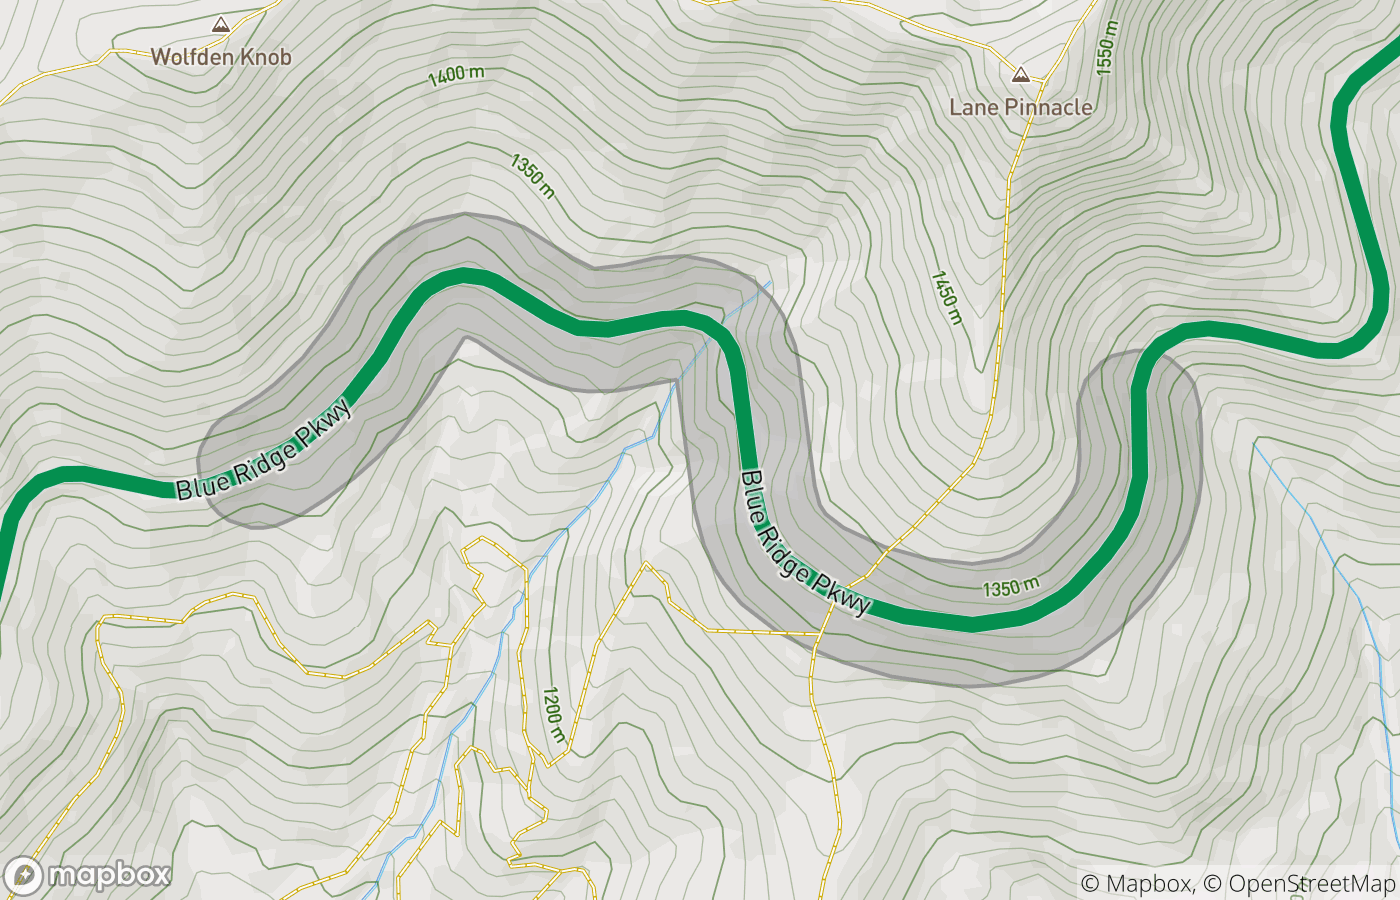 Wolfden Knob
1400 m
1550 m
Lane Pinnacle
1350 m
1450 m
Blue Ridge Pkwy
Blue Ridge Pkwy
1350 m
1200 m
mapbox
© Mapbox, © OpenStreetMap